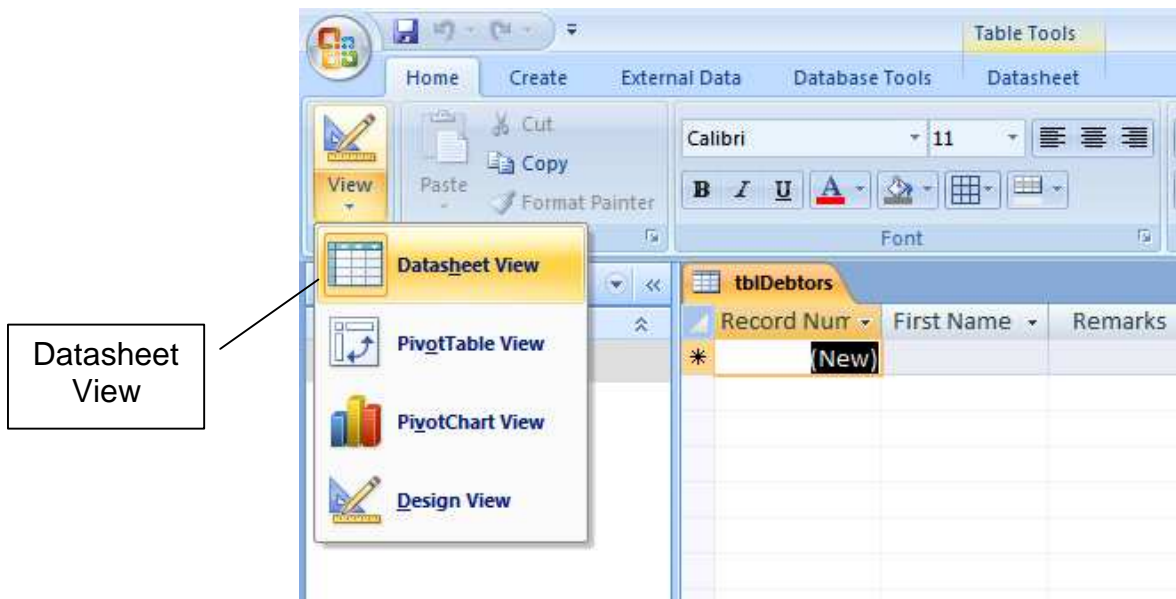 Table Tools
Home Create External Data Database Tools Datasheet
Cut
Calibri 11
Copy
View Paste
Format Painter
B I U A
Font
Datasheet View
tblDebtors
Record Num First Name Remarks
PivotTable View
(New)
Datasheet
View
PivotChart View
Design View